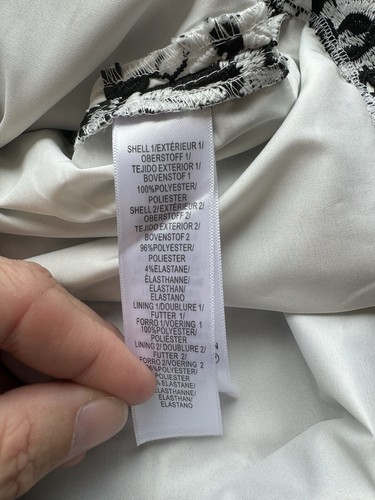 SHELL 1/EXTÉRIEUR 1/
OBERSTOFF 1/
TEJIDO EXTERIOR 1/
BOVENSTOF 1
100%POLYESTER/
POLIESTER
SHELL 2/EXTÉRIEUR 2/
OBERSTOFF 2/
TEJIDO EXTERIOR 2/
BOVENSTOF 2
96%POLYESTER/
POLIESTER
4%ELASTANE/
ÉLASTHANNE/
ELASTHAN/
ELASTANO
LINING 1/DOUBLURE 1/
FUTTER 1/
FORRO 1/VOERING 1
100%POLYESTER/
POLIESTER
LINING 2/DOUBLURE 2/
FUTTER 2/
FORRO 2/VOERING 2
%POLYESTER/
POLIESTER
% ELASTANE/
ELASTHAN/
ELASTANO